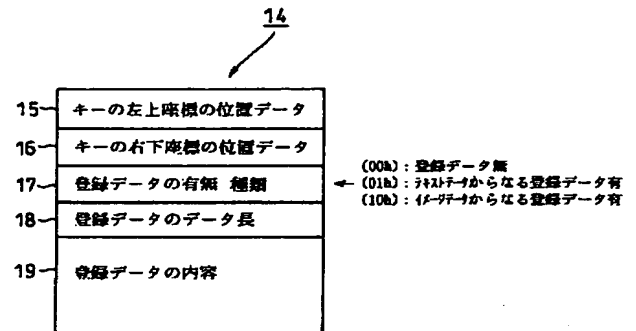 14
15 キーの左上座標の位置データ
16 キーの右下座標の位置データ
17 登録データの有無 種類
(00h) : 登録データ無
(01h) : テキストデータからなる登録データ有
(10h) : イメージデータからなる登録データ有
18 登録データのデータ長
19 登録データの内容